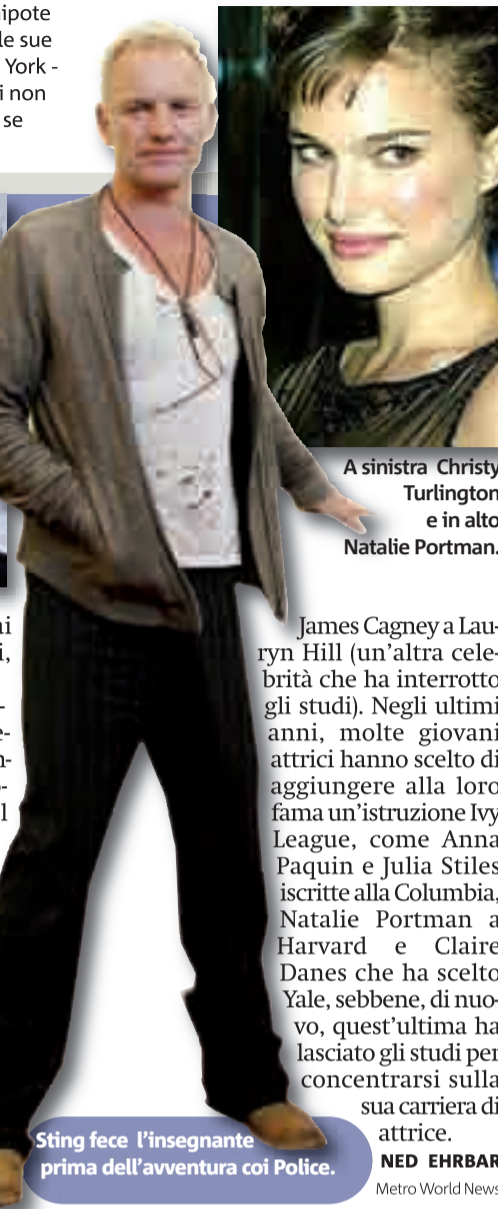 ipote
le sue
York -
i non
se
A sinistra Christy
Turlington
e in alto
Natalie Portman.
ni
i,
-
e-
n-
o-
l
James Cagney a Lau-
ryn Hill (un'altra cele-
brità che ha interrotto
gli studi). Negli ultimi
anni, molte giovani
attrici hanno scelto di
aggiungere alla loro
fama un'istruzione Ivy
League, come Anna
Paquin e Julia Stiles
iscritte alla Columbia,
Natalie Portman a
Harvard e Claire
Danes che ha scelto
Yale, sebbene, di nuo-
vo, quest'ultima ha
lasciato gli studi per
concentrarsi sulla
sua carriera di
attrice.
NED EHRBAR
Metro World News
Sting fece l'insegnante
prima dell'avventura coi Police.